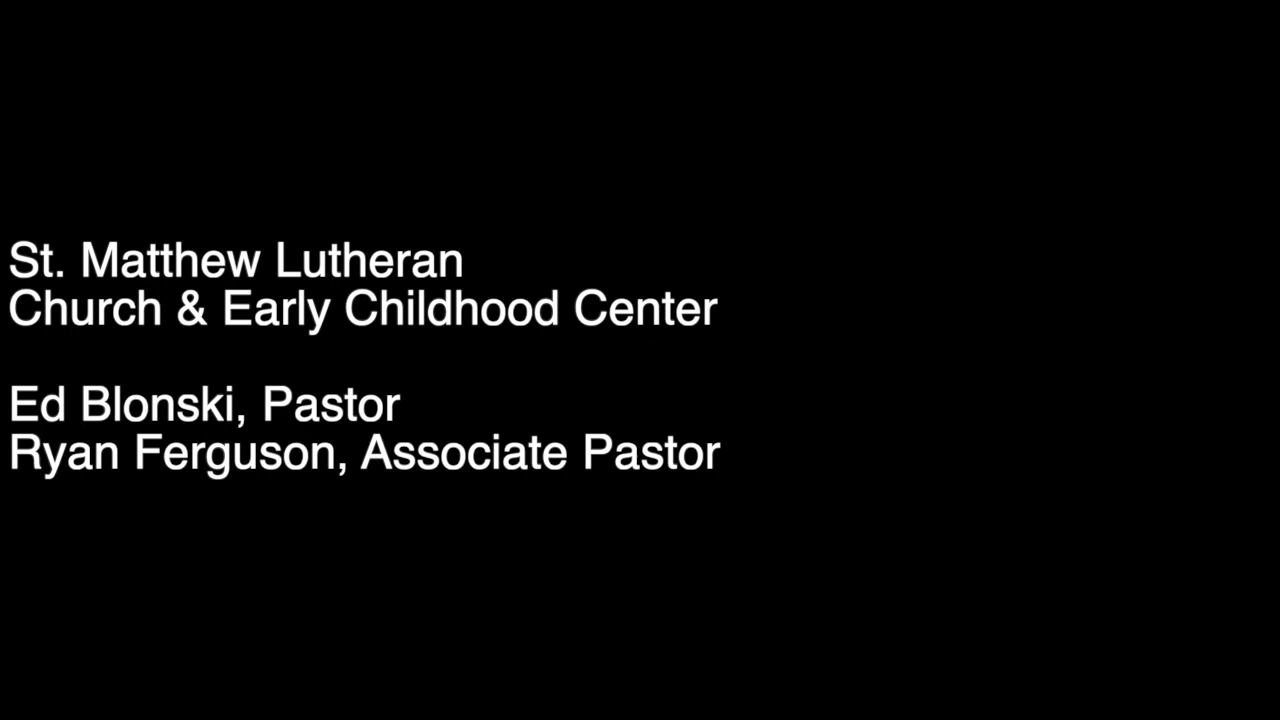 St. Matthew Lutheran
Church & Early Childhood Center
Ed Blonski, Pastor
Ryan Ferguson, Associate Pastor